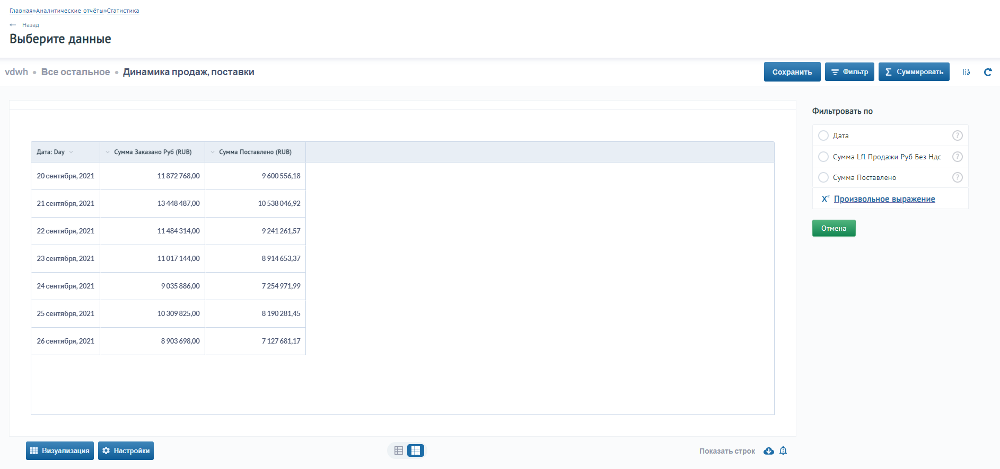 Главная»Аналитические отчёты»Статистика
← Назад
Выберите данные
vdwh • Все остальное • Динамика продаж, поставки
Сохранить
Фильтр
Σ Суммировать
Дата: Day
Сумма Заказано Руб (RUB)
Сумма Поставлено (RUB)
20 сентября, 2021 11 872 768,00 9 600 556,18
21 сентября, 2021 13 448 487,00 10 538 046,92
22 сентября, 2021 11 484 314,00 9 241 261,57
23 сентября, 2021 11 017 144,00 8 914 653,37
24 сентября, 2021 9 035 886,00 7 254 971,99
25 сентября, 2021 10 309 825,00 8 190 281,45
26 сентября, 2021 8 903 698,00 7 127 681,17
Фильтровать по
Дата ?
Сумма Lfl Продажи Руб Без Ндс ?
Сумма Поставлено ?
X² Произвольное выражение
Отмена
Визуализация
Настройки
Показать строк